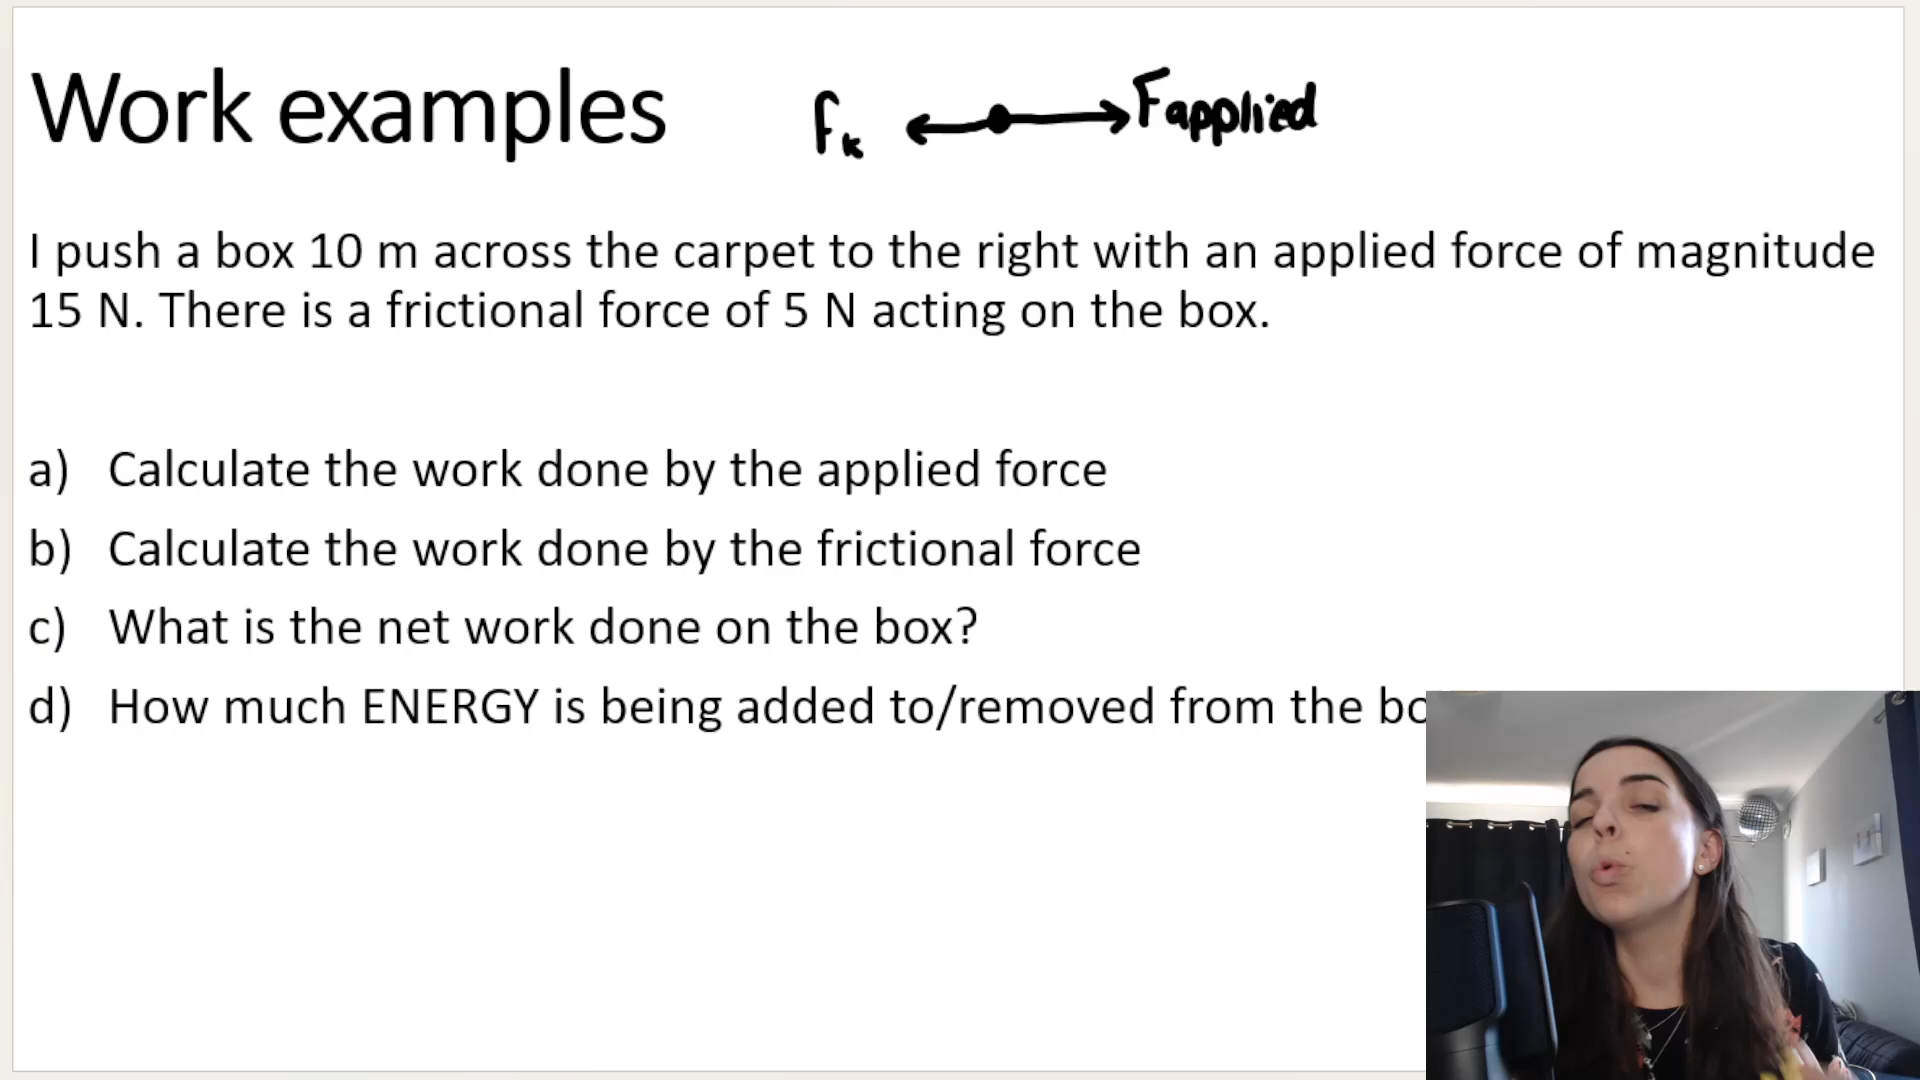 Work examples
fk Fapplied
I push a box 10 m across the carpet to the right with an applied force of magnitude
15 N. There is a frictional force of 5 N acting on the box.
a) Calculate the work done by the applied force
b) Calculate the work done by the frictional force
c) What is the net work done on the box?
d) How much ENERGY is being added to/removed from the